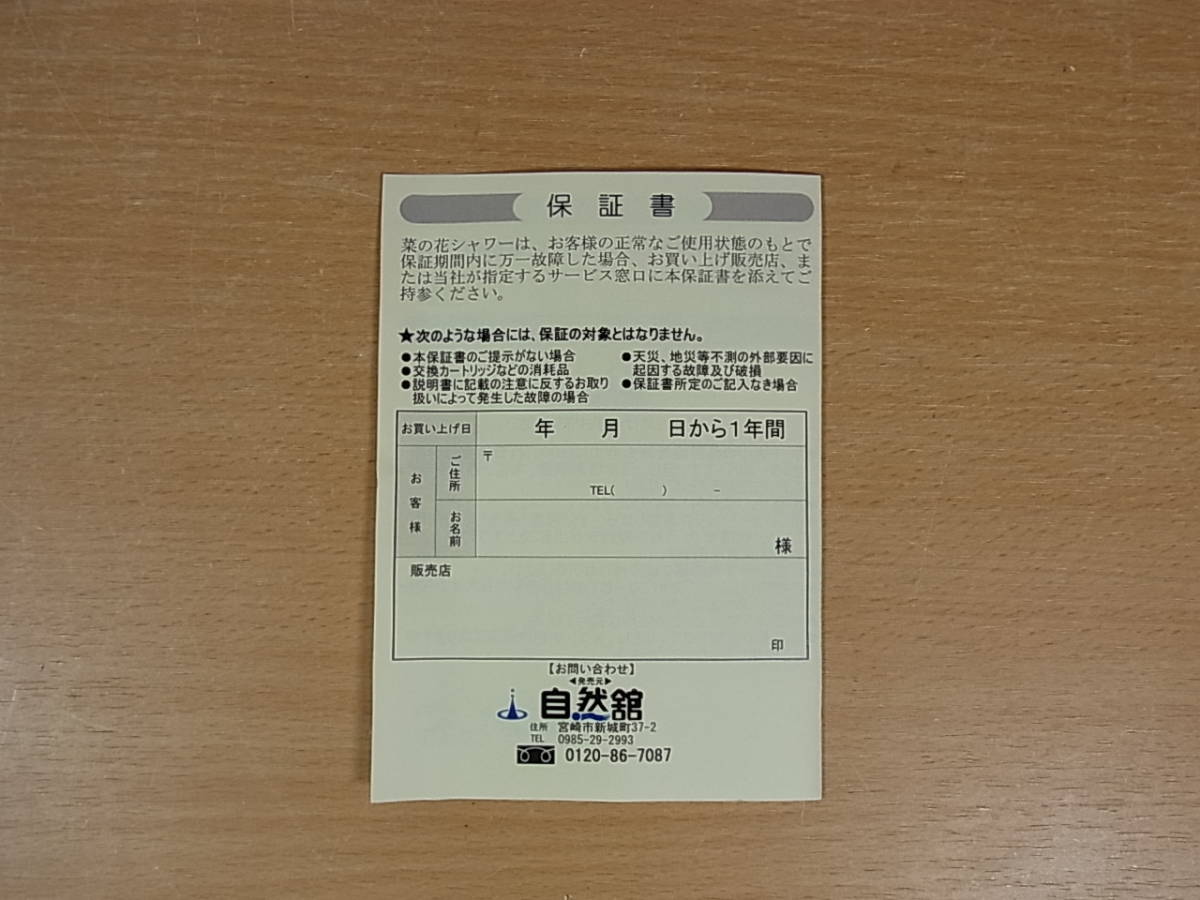 保証書
菜の花シャワーは、お客様の正常なご使用状態のもとで
保証期間内に万一故障した場合、お買い上げ販売店、ま
たは当社が指定するサービス窓口に本保証書を添えてご
持参ください。
★次のような場合には、保証の対象とはなりません。
●本保証書のご提示がない場合
●交換カートリッジなどの消耗品
●説明書に記載の注意に反するお取り
扱いによって発生した故障の場合
●天災、地災等不測の外部要因に
起因する故障及び破損
●保証書所定のご記入なき場合
お買い上げ日 年 月 日から1年間
お客様
ご住所
〒
TEL( ) －
お名前
様
販売店
印
【お問い合わせ】
◀発売元▶
自然舘
住所 宮崎市新城町37-2
TEL 0985-29-2993
0120-86-7087